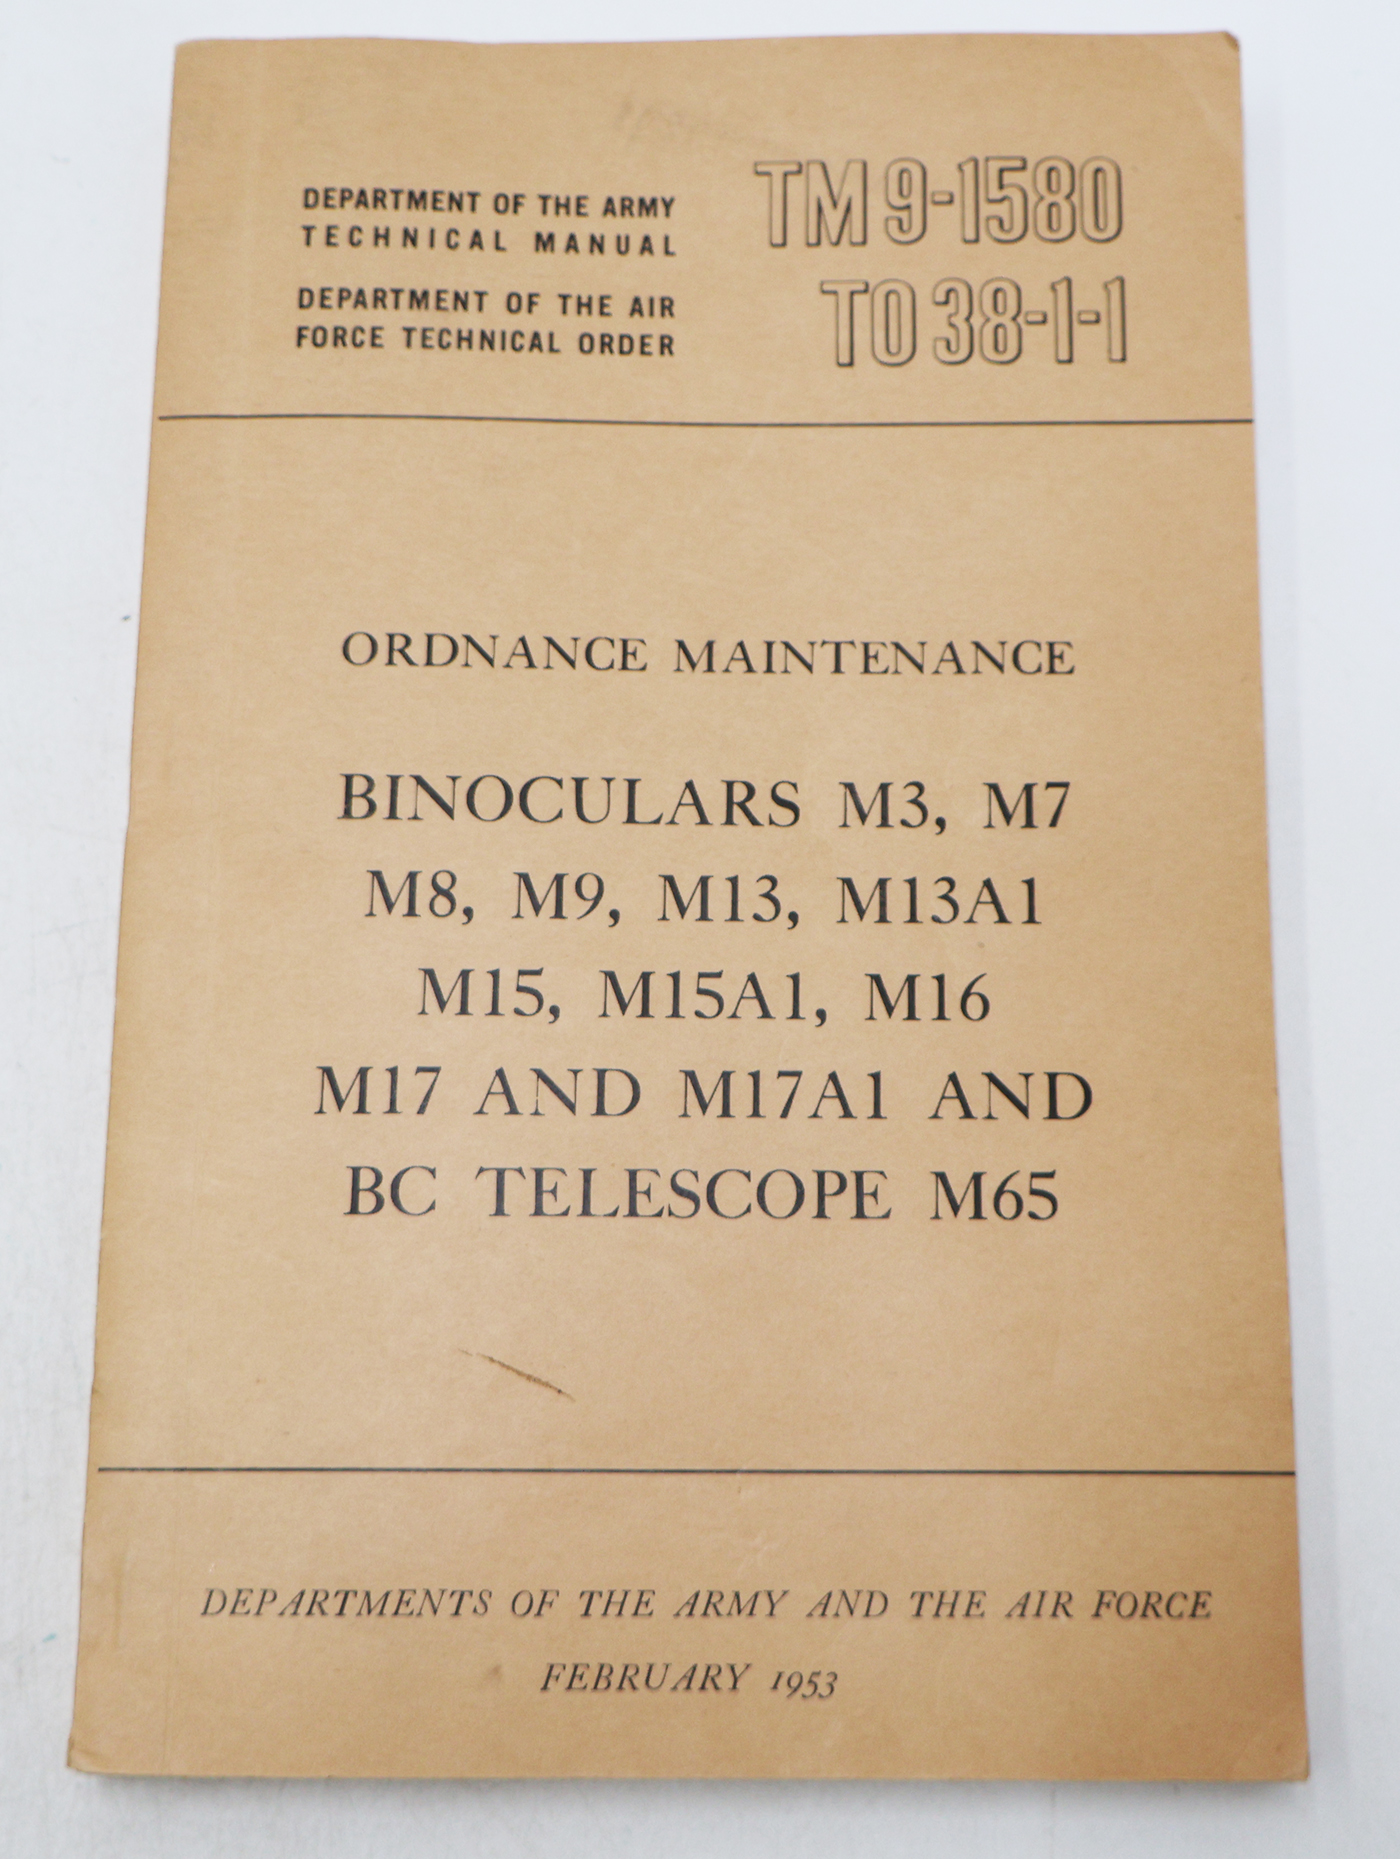 DEPARTMENT OF THE ARMY
TECHNICAL MANUAL
DEPARTMENT OF THE AIR
FORCE TECHNICAL ORDER
TM 9-1580
TO 38-1-1
ORDNANCE MAINTENANCE
BINOCULARS M3, M7
M8, M9, M13, M13A1
M15, M15A1, M16
M17 AND M17A1 AND
BC TELESCOPE M65
DEPARTMENTS OF THE ARMY AND THE AIR FORCE
FEBRUARY 1953